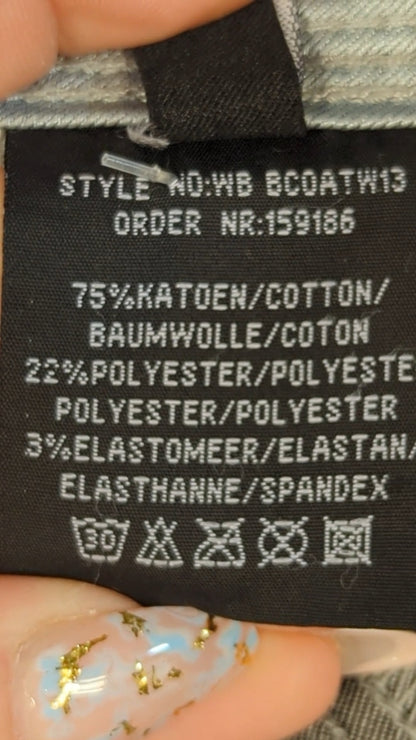 STYLE NO:WB BCOATW13
ORDER NR:159186
75%KATOEN/COTTON/
BAUMWOLLE/COTON
22%POLYESTER/POLYESTE
POLYESTER/POLYESTER
3%ELASTOMEER/ELASTAN/
ELASTHANNE/SPANDEX
30